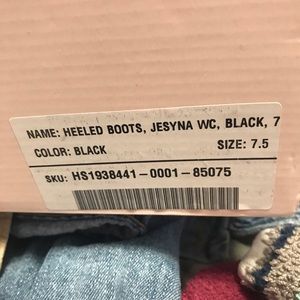 NAME: HEELED BOOTS, JESYNA WC, BLACK, 7
COLOR: BLACK SIZE: 7.5
SKU: HS1938441-0001-85075